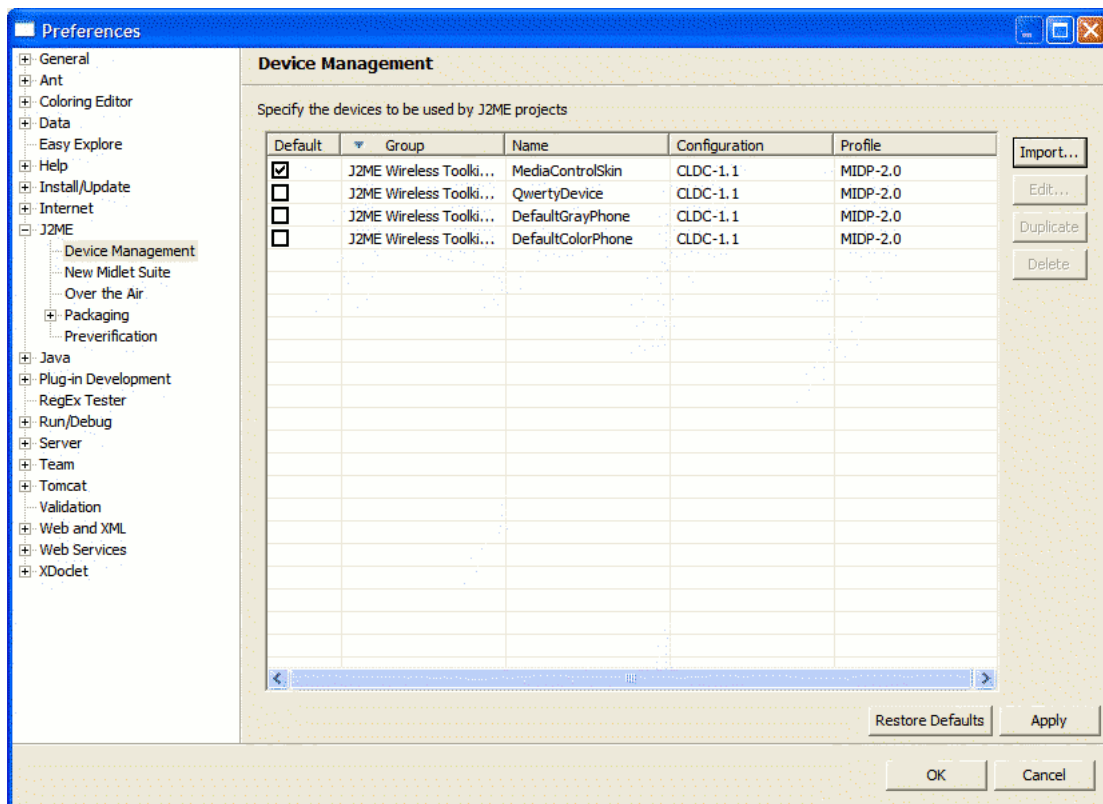 Preferences
General
Ant
Coloring Editor
Data
Easy Explore
Help
Install/Update
Internet
J2ME
Device Management
New Midlet Suite
Over the Air
Packaging
Preverification
Java
Plug-in Development
RegEx Tester
Run/Debug
Server
Team
Tomcat
Validation
Web and XML
Web Services
XDoclet
Device Management
Specify the devices to be used by J2ME projects
Default Group Name Configuration Profile
J2ME Wireless Toolki... MediaControlSkin CLDC-1.1 MIDP-2.0
J2ME Wireless Toolki... QwertyDevice CLDC-1.1 MIDP-2.0
J2ME Wireless Toolki... DefaultGrayPhone CLDC-1.1 MIDP-2.0
J2ME Wireless Toolki... DefaultColorPhone CLDC-1.1 MIDP-2.0
Import...
Edit...
Duplicate
Delete
Restore Defaults Apply
OK Cancel